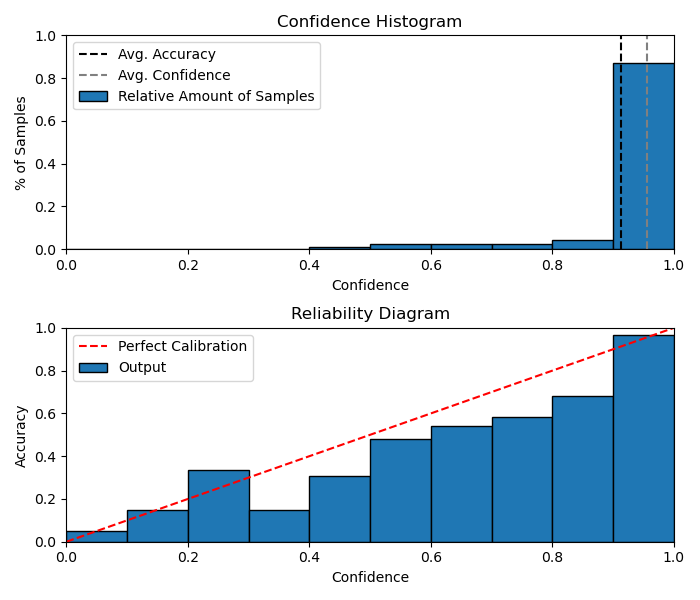 Confidence Histogram
1.0
0.8
0.6
0.4
0.2
0.0
% of Samples
Avg. Accuracy
Avg. Confidence
Relative Amount of Samples
0.0 0.2 0.4 0.6 0.8 1.0
Confidence
Reliability Diagram
1.0
0.8
0.6
0.4
0.2
0.0
Accuracy
Perfect Calibration
Output
0.0 0.2 0.4 0.6 0.8 1.0
Confidence